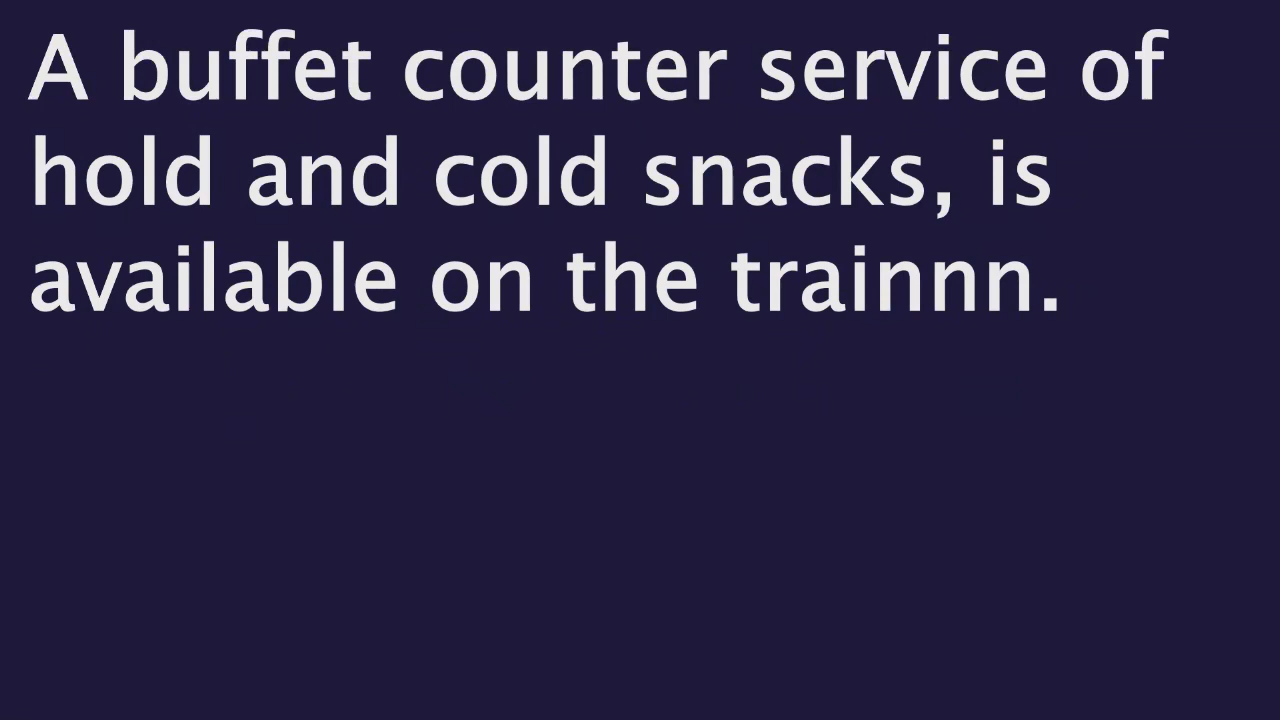 A buffet counter service of
hold and cold snacks, is
available on the trainnn.